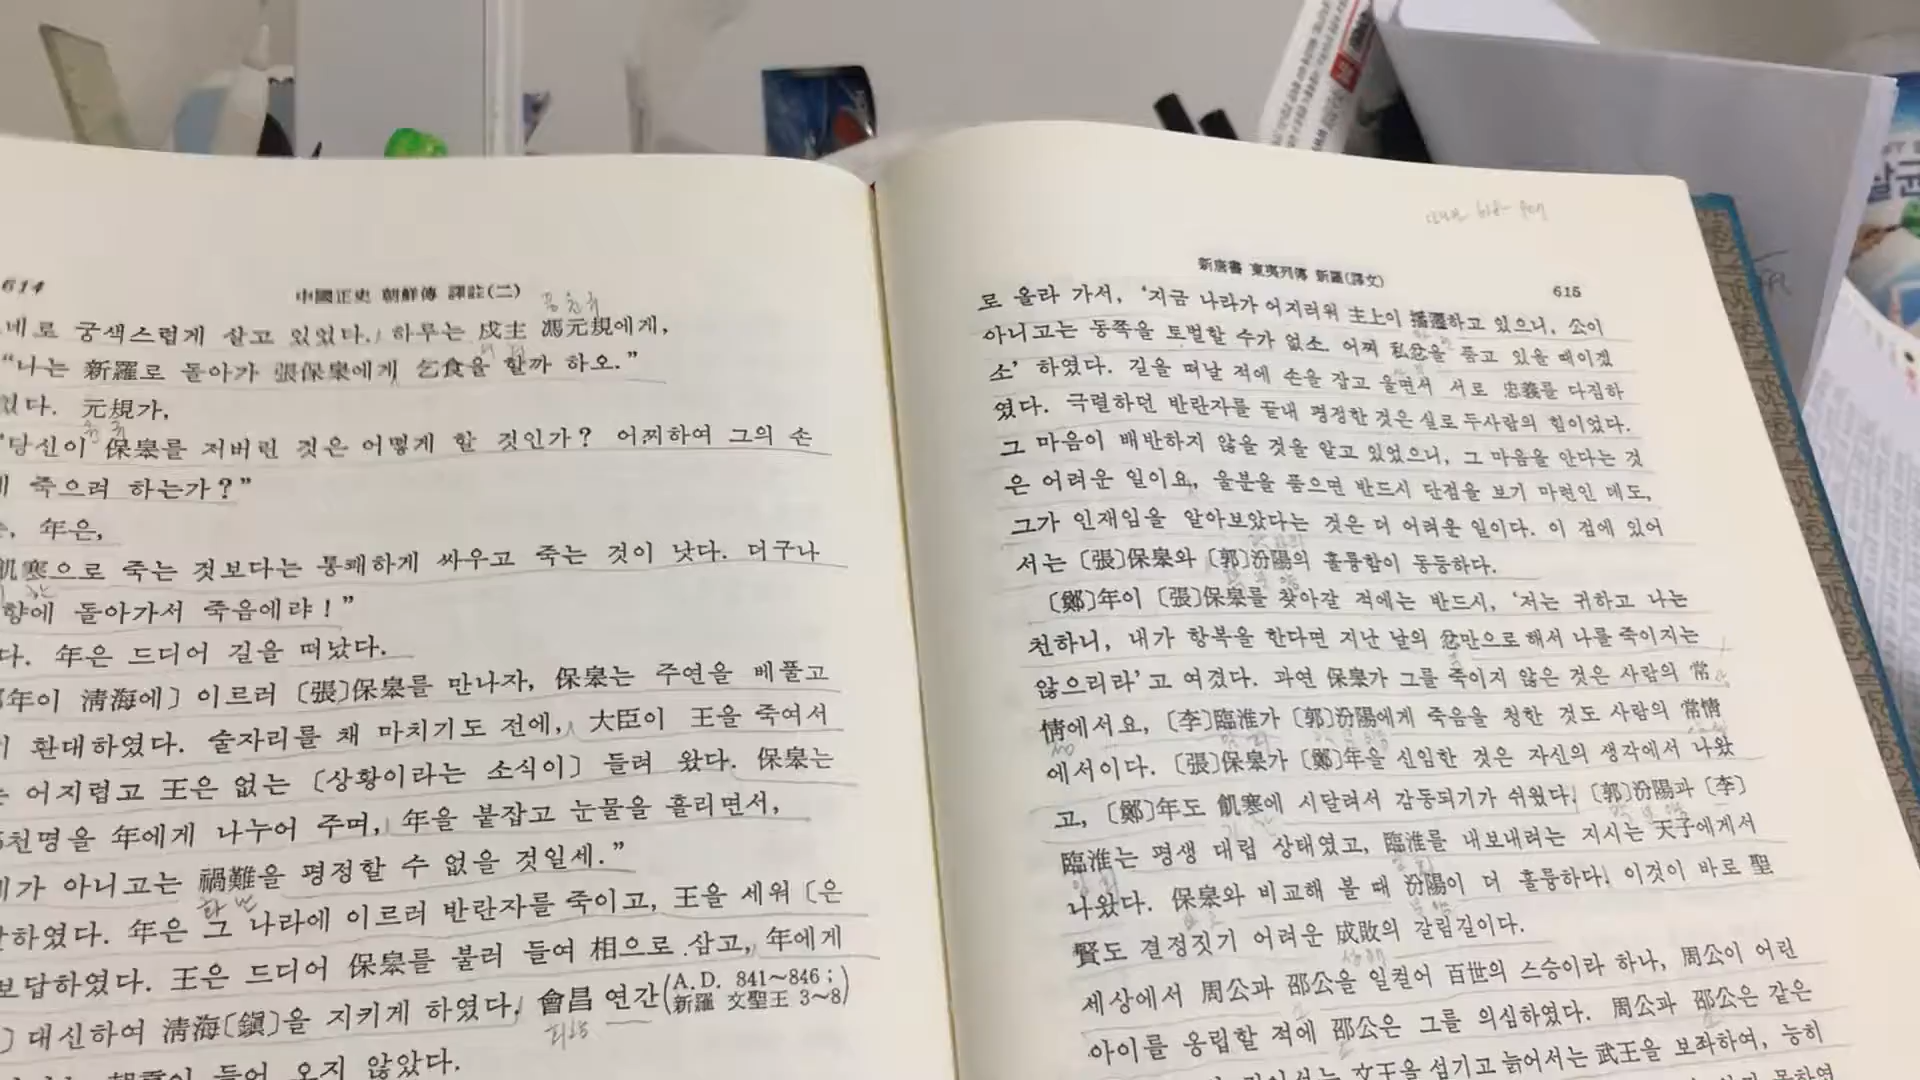 614
中國正史 朝鮮傳 譯註(二)
네로 궁색스럽게 살고 있었다. 하루는 戍主 馮元規에게,
“나는 新羅로 돌아가 張保皐에게 乞食을 할까 하오.”
었다. 元規가,
“당신이 保皐를 저버린 것은 어떻게 할 것인가? 어찌하여 그의 손
에 죽으려 하는가?”
年은,
飢寒으로 죽는 것보다는 통쾌하게 싸우고 죽는 것이 낫다. 더구나
향에 돌아가서 죽음에랴!”
다. 年은 드디어 길을 떠났다.
年이 淸海에] 이르러 [張]保皐를 만나자, 保皐는 주연을 베풀고
환대하였다. 술자리를 채 마치기도 전에, 大臣이 王을 죽여서
는 어지럽고 王은 없는 [상황이라는 소식이] 들려 왔다. 保皐는
천명을 年에게 나누어 주며, 年을 붙잡고 눈물을 흘리면서,
가 아니고는 禍難을 평정할 수 없을 것일세.”
하였다. 年은 그 나라에 이르러 반란자를 죽이고, 王을 세워 [은
보답하였다. 王은 드디어 保皐를 불러 들여 相으로 삼고, 年에게
] 대신하여 淸海[鎭]을 지키게 하였다. 會昌 연간(A.D. 841~846; 新羅 文聖王 3~8)
들어 오지 않았다.
新唐書 東夷列傳 新羅(譯文)
615
로 올라 가서, ‘지금 나라가 어지러워 主上이 播遷하고 있으니, 公이
아니고는 동쪽을 토벌할 수가 없소. 어찌 私忿을 품고 있을 때이겠
소’ 하였다. 길을 떠날 적에 손을 잡고 울면서 서로 忠義를 다짐하
였다. 극렬하던 반란자를 끝내 평정한 것은 실로 두사람의 힘이었다.
그 마음이 배반하지 않을 것을 알고 있었으니, 그 마음을 안다는 것
은 어려운 일이요, 울분을 품으면 반드시 단점을 보기 마련인 데도,
그가 인재임을 알아보았다는 것은 더 어려운 일이다. 이 점에 있어
서는 [張]保皐와 [郭]汾陽의 훌륭함이 동등하다.
[鄭]年이 [張]保皐를 찾아갈 적에는 반드시, ‘저는 귀하고 나는
천하니, 내가 항복을 한다면 지난 날의 忿만으로 해서 나를 죽이지는
않으리라’고 여겼다. 과연 保皐가 그를 죽이지 않은 것은 사람의 常
情에서요, [李]臨淮가 [郭]汾陽에게 죽음을 청한 것도 사람의 常情
에서이다. [張]保皐가 [鄭]年을 신임한 것은 자신의 생각에서 나왔
고, [鄭]年도 飢寒에 시달려서 감동되기가 쉬웠다. [郭]汾陽과 [李]
臨淮는 평생 대립 상태였고, 臨淮를 내보내려는 지시는 天子에게서
나왔다. 保皐와 비교해 볼 때 汾陽이 더 훌륭하다. 이것이 바로 聖
賢도 결정짓기 어려운 成敗의 갈림길이다.
세상에서 周公과 邵公을 일컬어 百世의 스승이라 하나, 周公이 어린
아이를 옹립할 적에 邵公은 그를 의심하였다. 周公과 邵公은 같은
文王을 섬기고 늙어서는 武王을 보좌하여, 능히